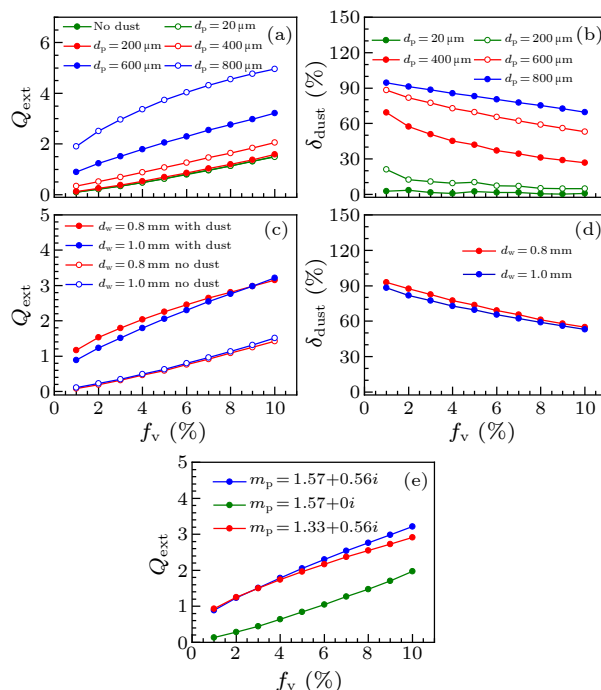 No dust
d_p = 20 μm
(a)
d_p = 200 μm
d_p = 400 μm
d_p = 600 μm
d_p = 800 μm
6
4
2
0
Q_ext
150
120
90
60
30
0
δ_dust (%)
d_p = 20 μm
d_p = 200 μm
(b)
d_p = 400 μm
d_p = 600 μm
d_p = 800 μm
5
4
3
2
1
0
Q_ext
d_w = 0.8 mm with dust
(c)
d_w = 1.0 mm with dust
d_w = 0.8 mm no dust
d_w = 1.0 mm no dust
0 2 4 6 8 10
f_v (%)
150
120
90
60
30
0
δ_dust (%)
(d)
d_w = 0.8 mm
d_w = 1.0 mm
0 2 4 6 8 10
f_v (%)
5
4
3
2
1
0
Q_ext
m_p = 1.57+0.56i
(e)
m_p = 1.57+0i
m_p = 1.33+0.56i
0 2 4 6 8 10
f_v (%)